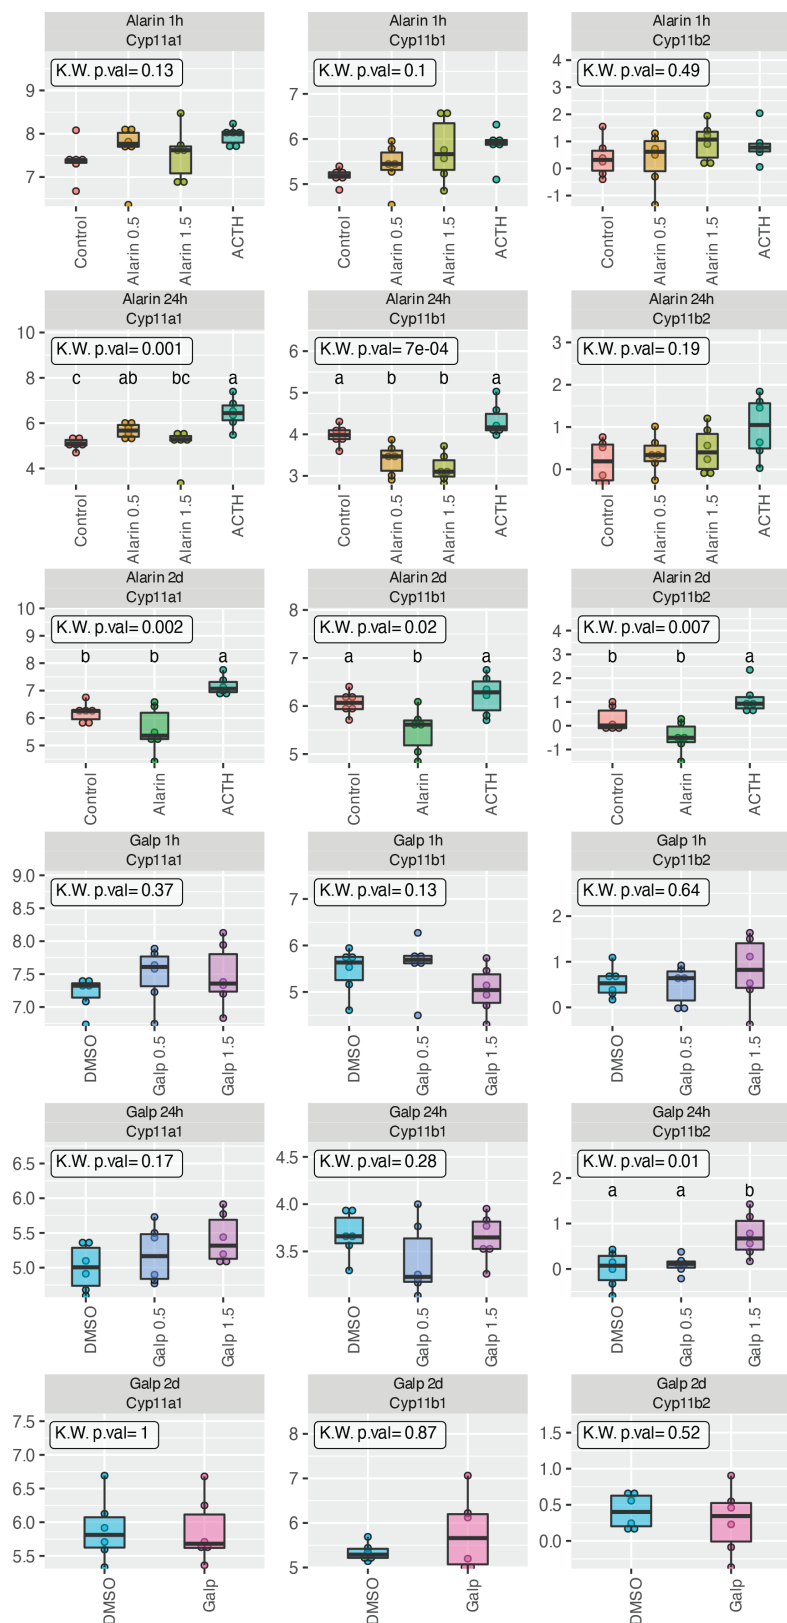 Alarin 1h
Cyp11a1
K.W. p.val= 0.13
9
8
7
Control
Alarin 0.5
Alarin 1.5
ACTH
Alarin 1h
Cyp11b1
K.W. p.val= 0.1
7
6
5
Control
Alarin 0.5
Alarin 1.5
ACTH
Alarin 1h
Cyp11b2
K.W. p.val= 0.49
4
3
2
1
0
-1
Control
Alarin 0.5
Alarin 1.5
ACTH
Alarin 24h
Cyp11a1
K.W. p.val= 0.001
c ab bc a
10
8
6
4
Control
Alarin 0.5
Alarin 1.5
ACTH
Alarin 24h
Cyp11b1
K.W. p.val= 7e-04
a b b a
6
5
4
3
Control
Alarin 0.5
Alarin 1.5
ACTH
Alarin 24h
Cyp11b2
K.W. p.val= 0.19
3
2
1
0
Control
Alarin 0.5
Alarin 1.5
ACTH
Alarin 2d
Cyp11a1
K.W. p.val= 0.002
b b a
10
9
8
7
6
5
Control
Alarin
ACTH
Alarin 2d
Cyp11b1
K.W. p.val= 0.02
a b a
8
7
6
5
Control
Alarin
ACTH
Alarin 2d
Cyp11b2
K.W. p.val= 0.007
b b a
4
3
2
1
0
-1
Control
Alarin
ACTH
Galp 1h
Cyp11a1
K.W. p.val= 0.37
9.0
8.5
8.0
7.5
7.0
DMSO
Galp 0.5
Galp 1.5
Galp 1h
Cyp11b1
K.W. p.val= 0.13
7
6
5
DMSO
Galp 0.5
Galp 1.5
Galp 1h
Cyp11b2
K.W. p.val= 0.64
2
1
0
DMSO
Galp 0.5
Galp 1.5
Galp 24h
Cyp11a1
K.W. p.val= 0.17
6.5
6.0
5.5
5.0
DMSO
Galp 0.5
Galp 1.5
Galp 24h
Cyp11b1
K.W. p.val= 0.28
4.5
4.0
3.5
DMSO
Galp 0.5
Galp 1.5
Galp 24h
Cyp11b2
K.W. p.val= 0.01
a a b
2
1
0
DMSO
Galp 0.5
Galp 1.5
Galp 2d
Cyp11a1
K.W. p.val= 1
7.5
7.0
6.5
6.0
5.5
DMSO
Galp
Galp 2d
Cyp11b1
K.W. p.val= 0.87
8
7
6
5
DMSO
Galp
Galp 2d
Cyp11b2
K.W. p.val= 0.52
1.5
1.0
0.5
0.0
DMSO
Galp